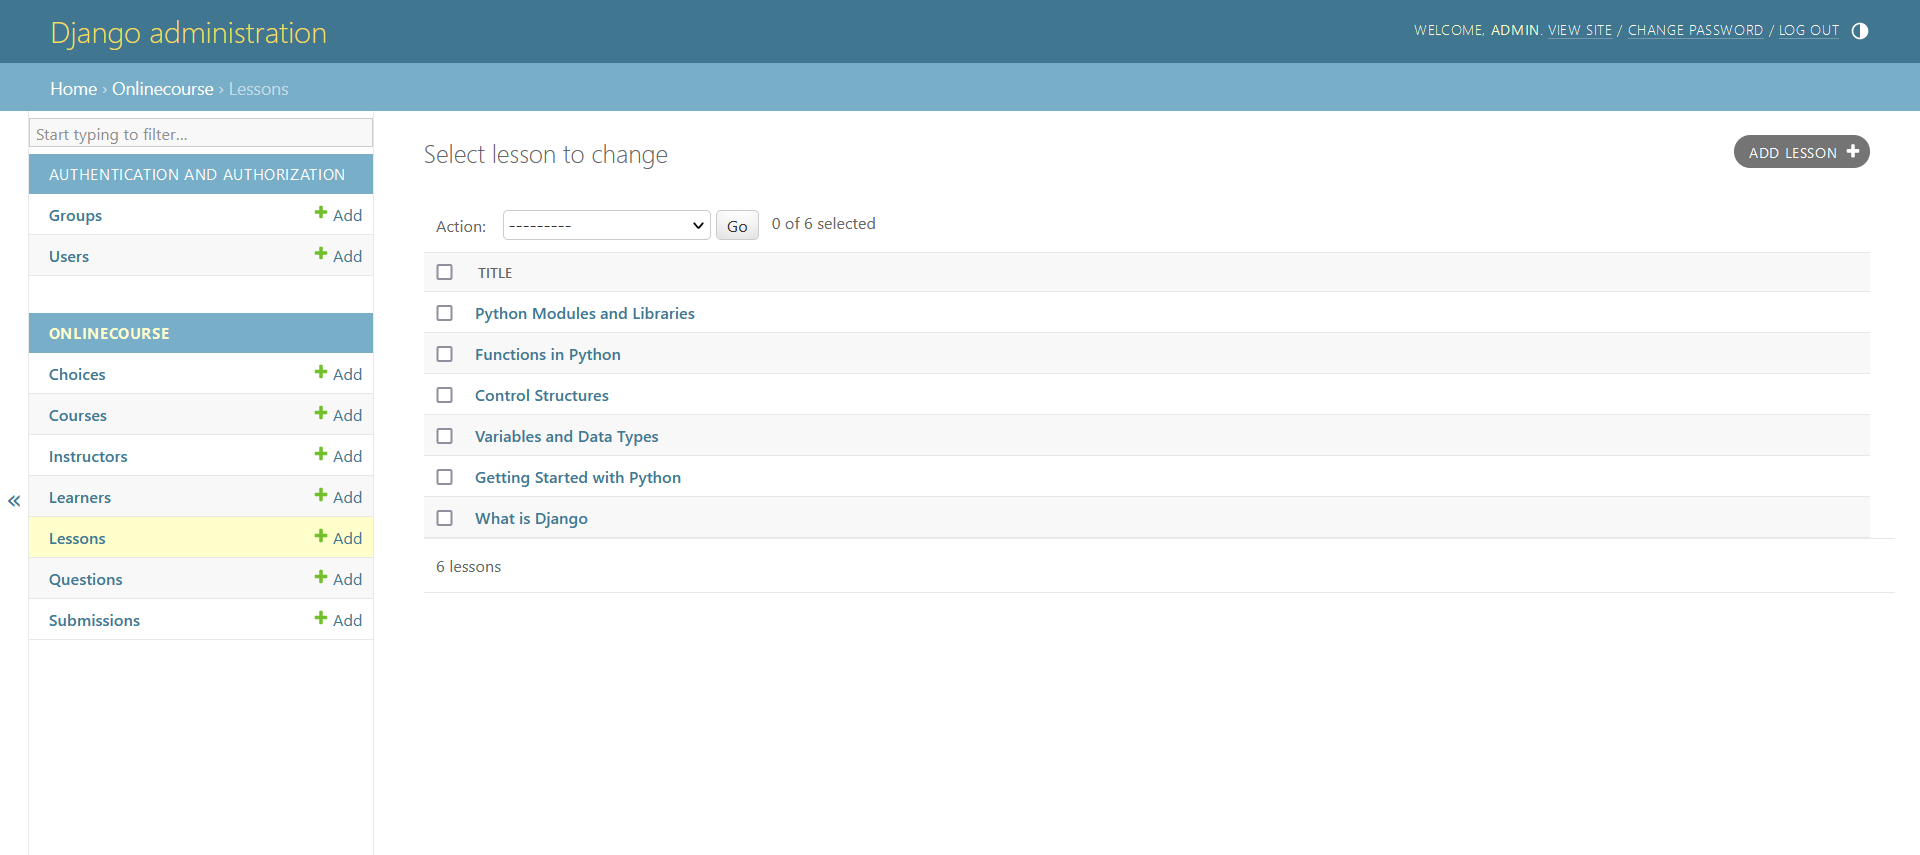 Django administration
WELCOME, ADMIN. VIEW SITE / CHANGE PASSWORD / LOG OUT
Home › Onlinecourse › Lessons
Start typing to filter...
AUTHENTICATION AND AUTHORIZATION
Groups Add
Users Add
ONLINECOURSE
Choices Add
Courses Add
Instructors Add
Learners Add
Lessons Add
Questions Add
Submissions Add
«
Select lesson to change
ADD LESSON +
Action: --------- Go 0 of 6 selected
TITLE
Python Modules and Libraries
Functions in Python
Control Structures
Variables and Data Types
Getting Started with Python
What is Django
6 lessons